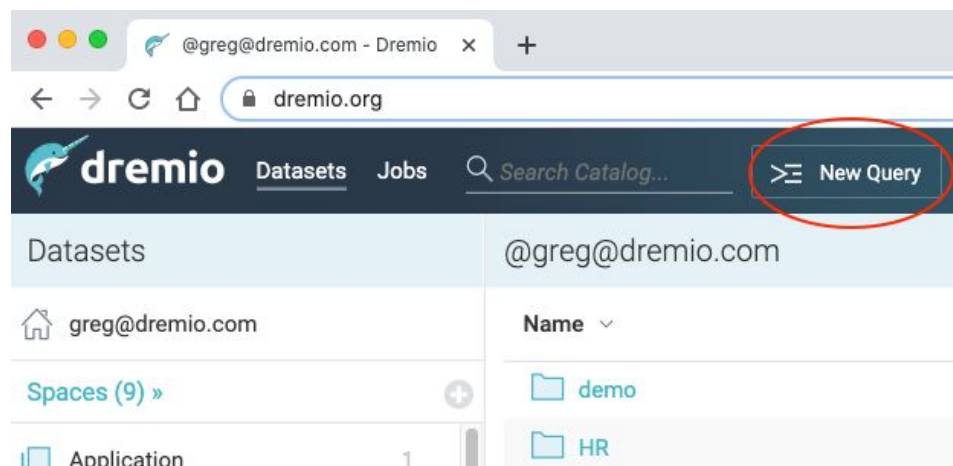 @greg@dremio.com - Dremio
dremio.org
dremio Datasets Jobs Search Catalog... New Query
Datasets
@greg@dremio.com
greg@dremio.com
Name
Spaces (9) »
demo
Application 1
HR